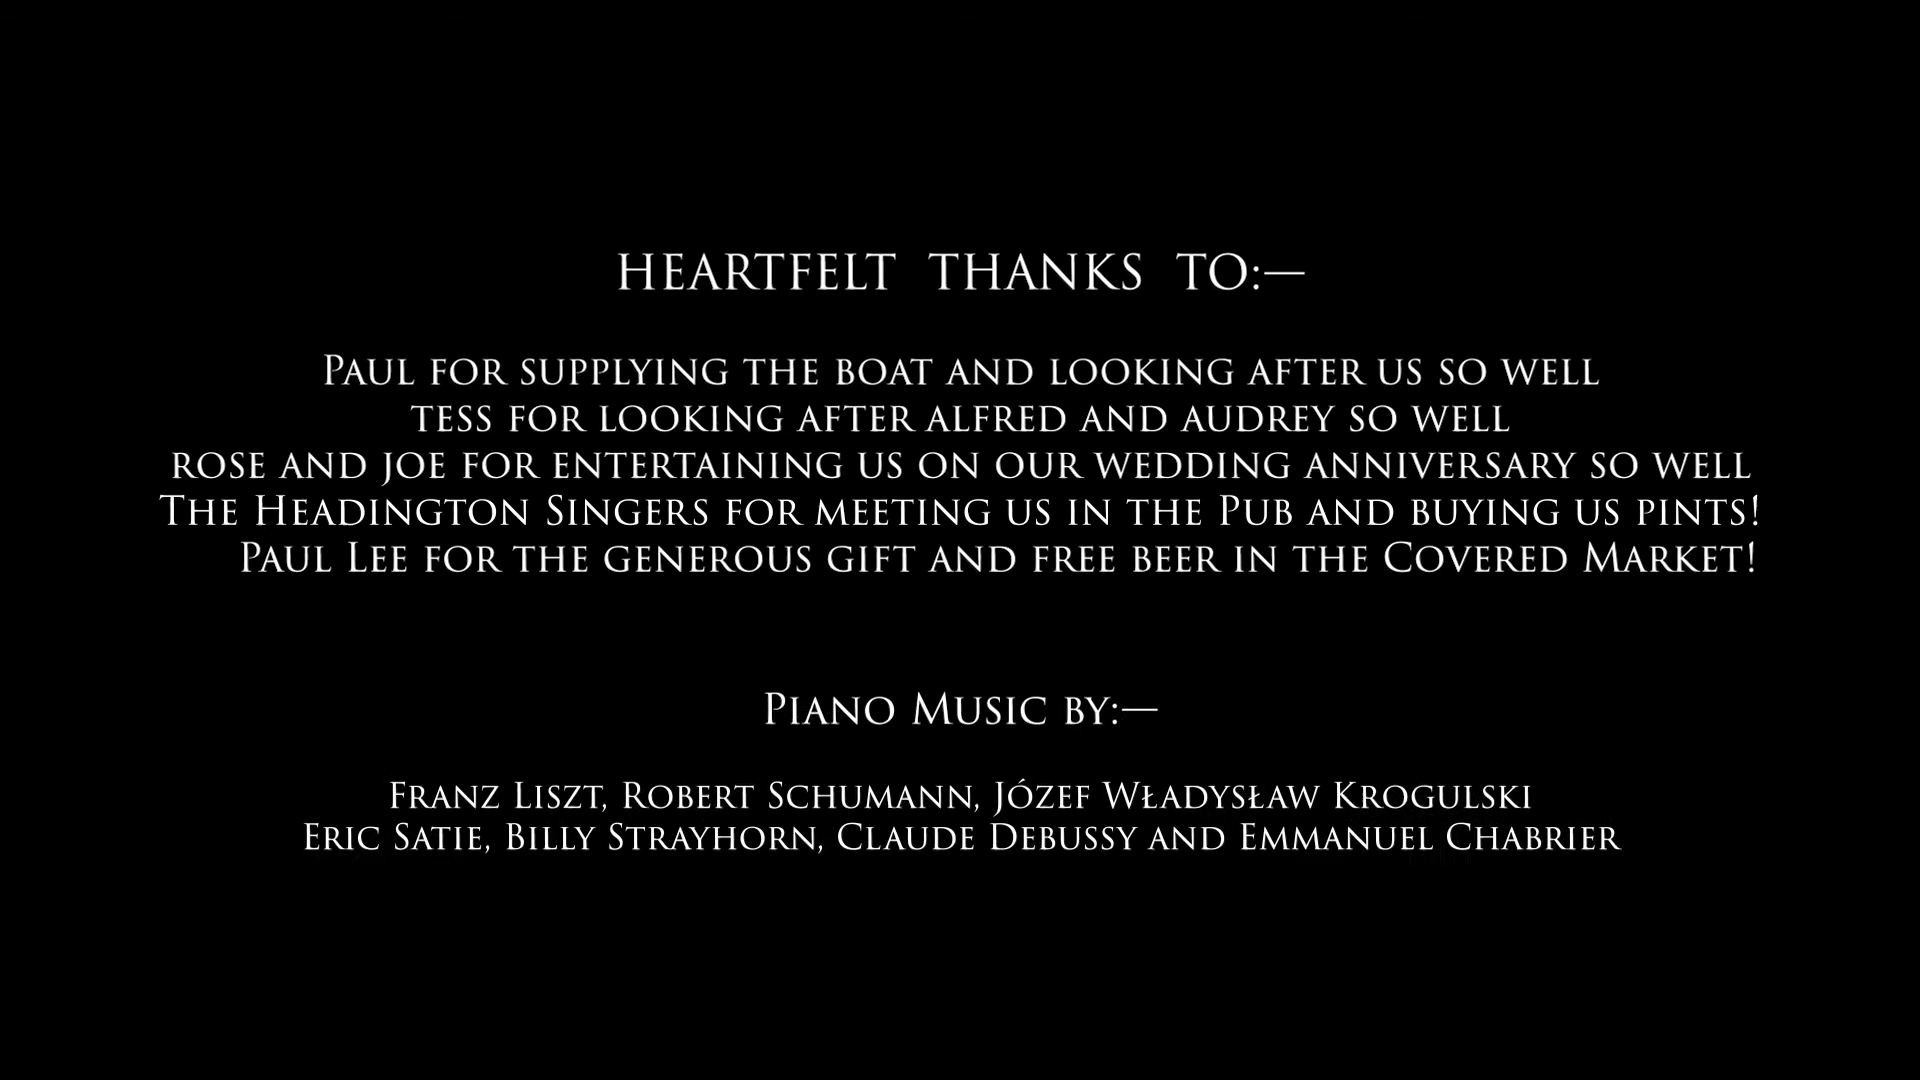 HEARTFELT THANKS TO:—
Paul for supplying the boat and looking after us so well
tess for looking after alfred and audrey so well
rose and joe for entertaining us on our wedding anniversary so well
The Headington Singers for meeting us in the Pub and buying us pints!
Paul Lee for the generous gift and free beer in the Covered Market!
Piano Music by:—
Franz Liszt, Robert Schumann, Józef Władysław Krogulski
Eric Satie, Billy Strayhorn, Claude Debussy and Emmanuel Chabrier